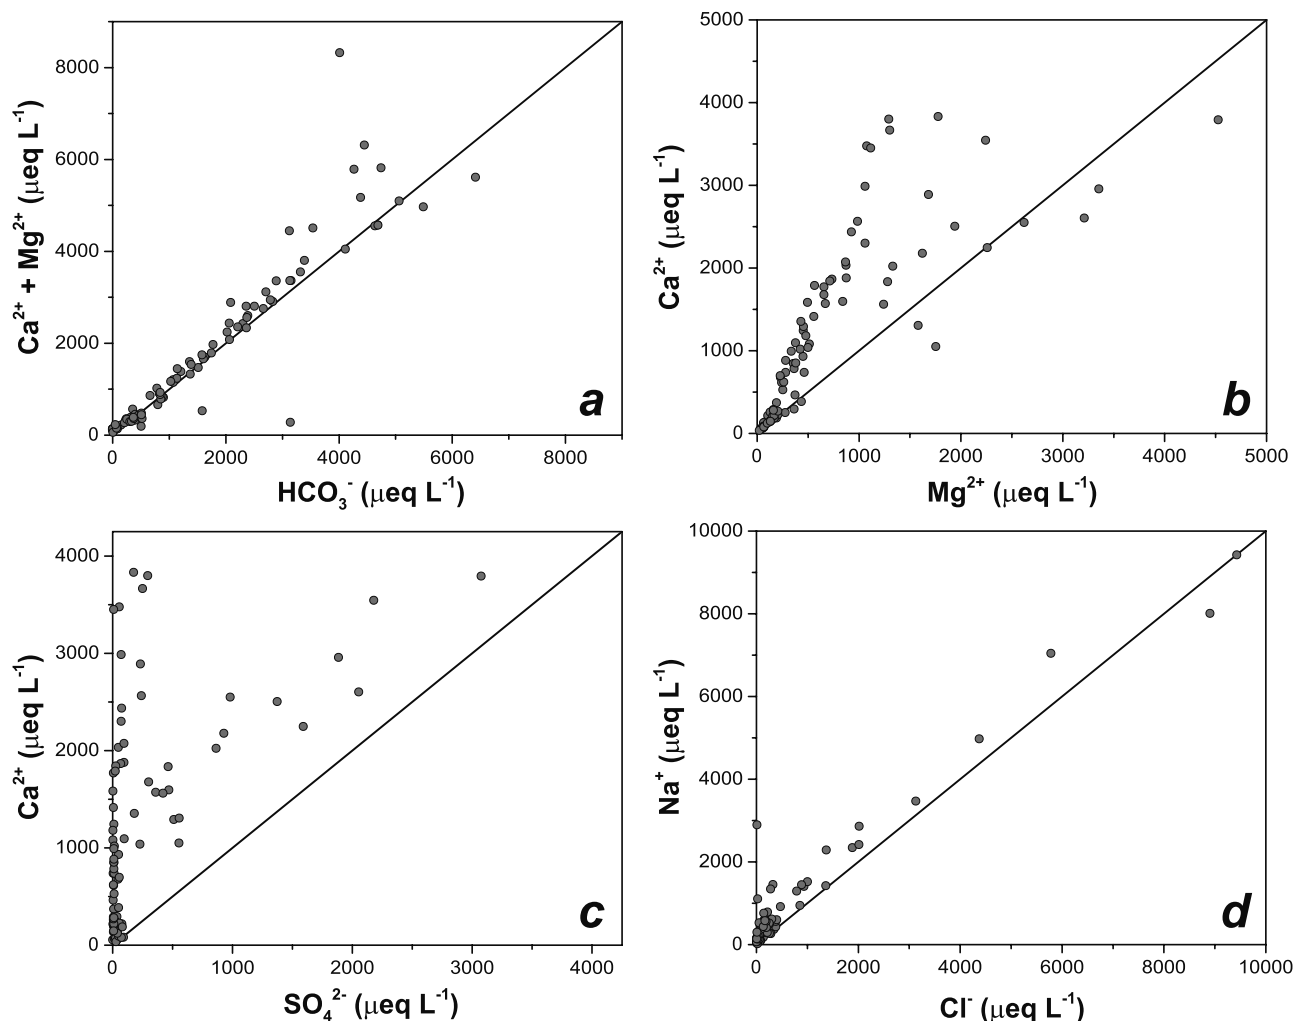 8000
6000
4000
2000
0
Ca²⁺ + Mg²⁺ (µeq L⁻¹)
a
0 2000 4000 6000 8000
HCO₃⁻ (µeq L⁻¹)
5000
4000
3000
2000
1000
0
Ca²⁺ (µeq L⁻¹)
b
0 1000 2000 3000 4000 5000
Mg²⁺ (µeq L⁻¹)
4000
3000
2000
1000
0
Ca²⁺ (µeq L⁻¹)
c
0 1000 2000 3000 4000
SO₄²⁻ (µeq L⁻¹)
10000
8000
6000
4000
2000
0
Na⁺ (µeq L⁻¹)
d
0 2000 4000 6000 8000 10000
Cl⁻ (µeq L⁻¹)